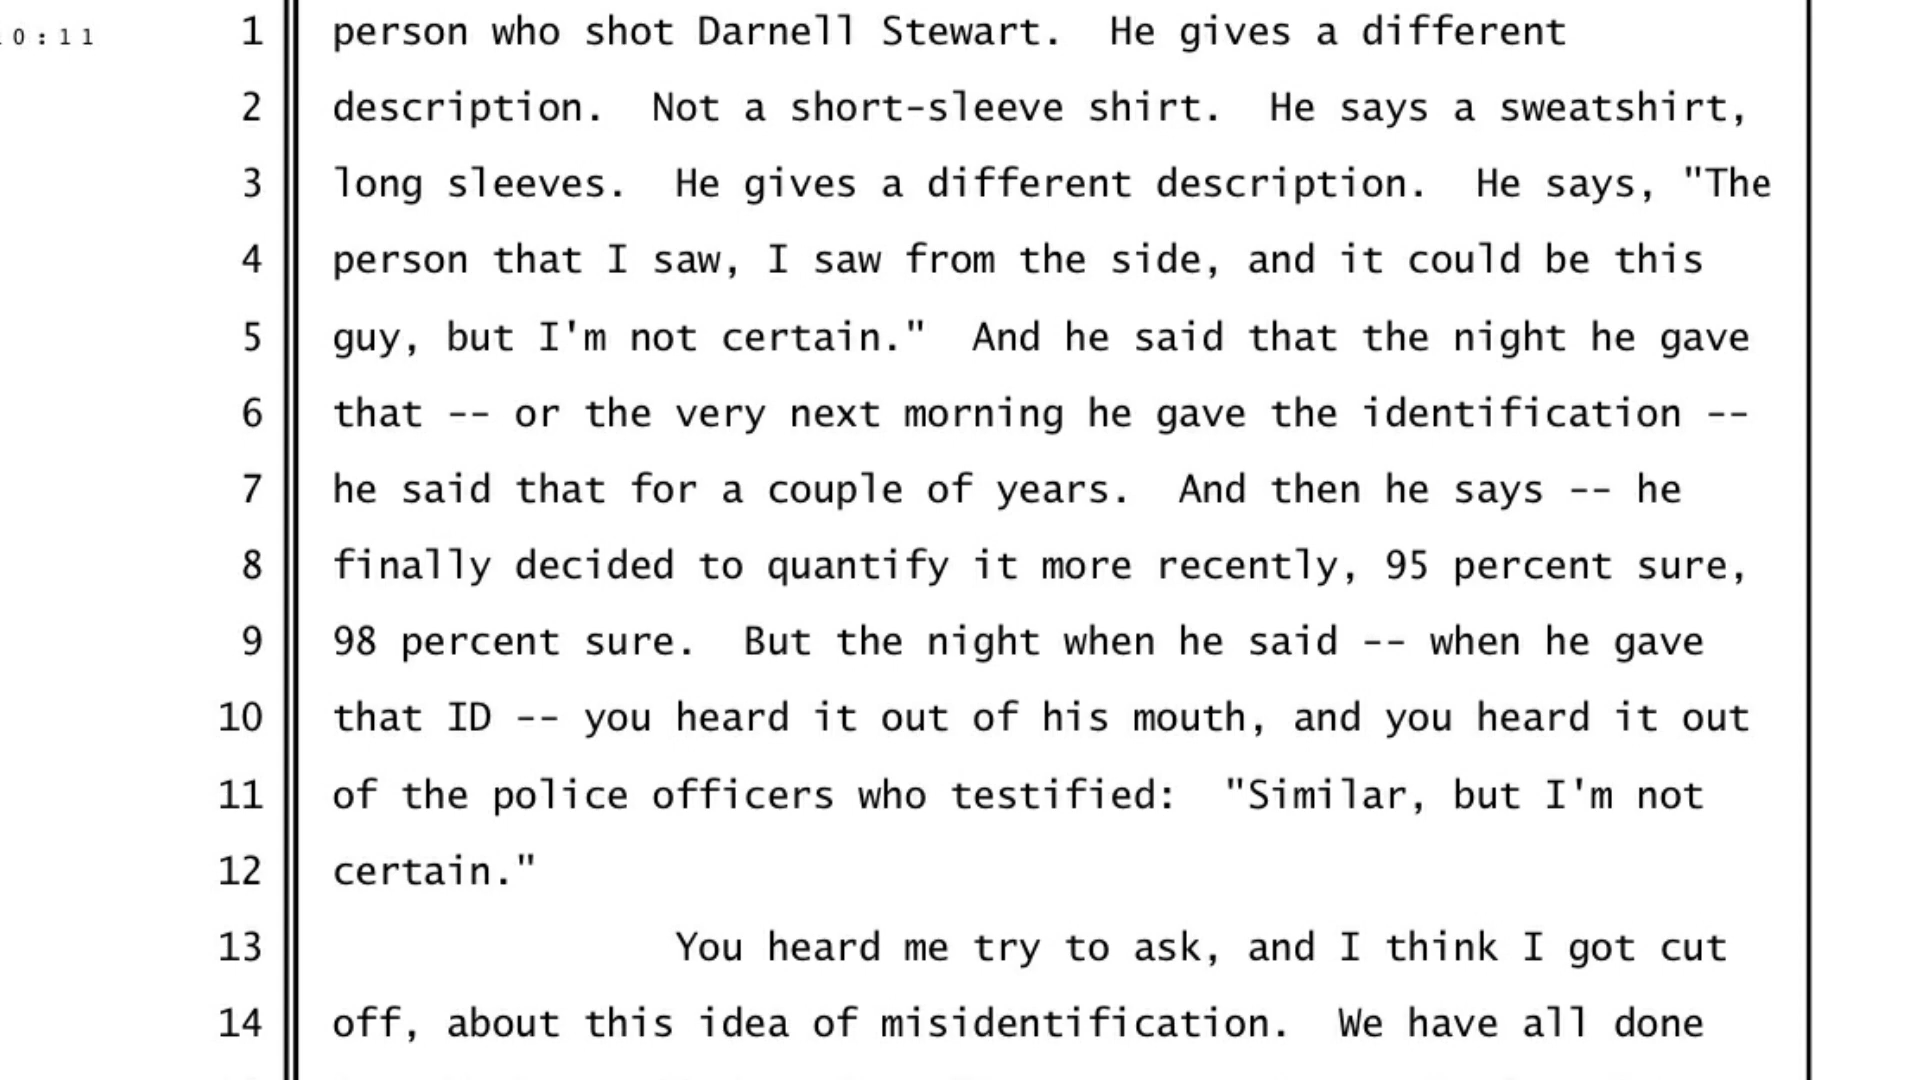 0:11 1 person who shot Darnell Stewart. He gives a different
2 description. Not a short-sleeve shirt. He says a sweatshirt,
3 long sleeves. He gives a different description. He says, "The
4 person that I saw, I saw from the side, and it could be this
5 guy, but I'm not certain." And he said that the night he gave
6 that -- or the very next morning he gave the identification --
7 he said that for a couple of years. And then he says -- he
8 finally decided to quantify it more recently, 95 percent sure,
9 98 percent sure. But the night when he said -- when he gave
10 that ID -- you heard it out of his mouth, and you heard it out
11 of the police officers who testified: "Similar, but I'm not
12 certain."
13 You heard me try to ask, and I think I got cut
14 off, about this idea of misidentification. We have all done